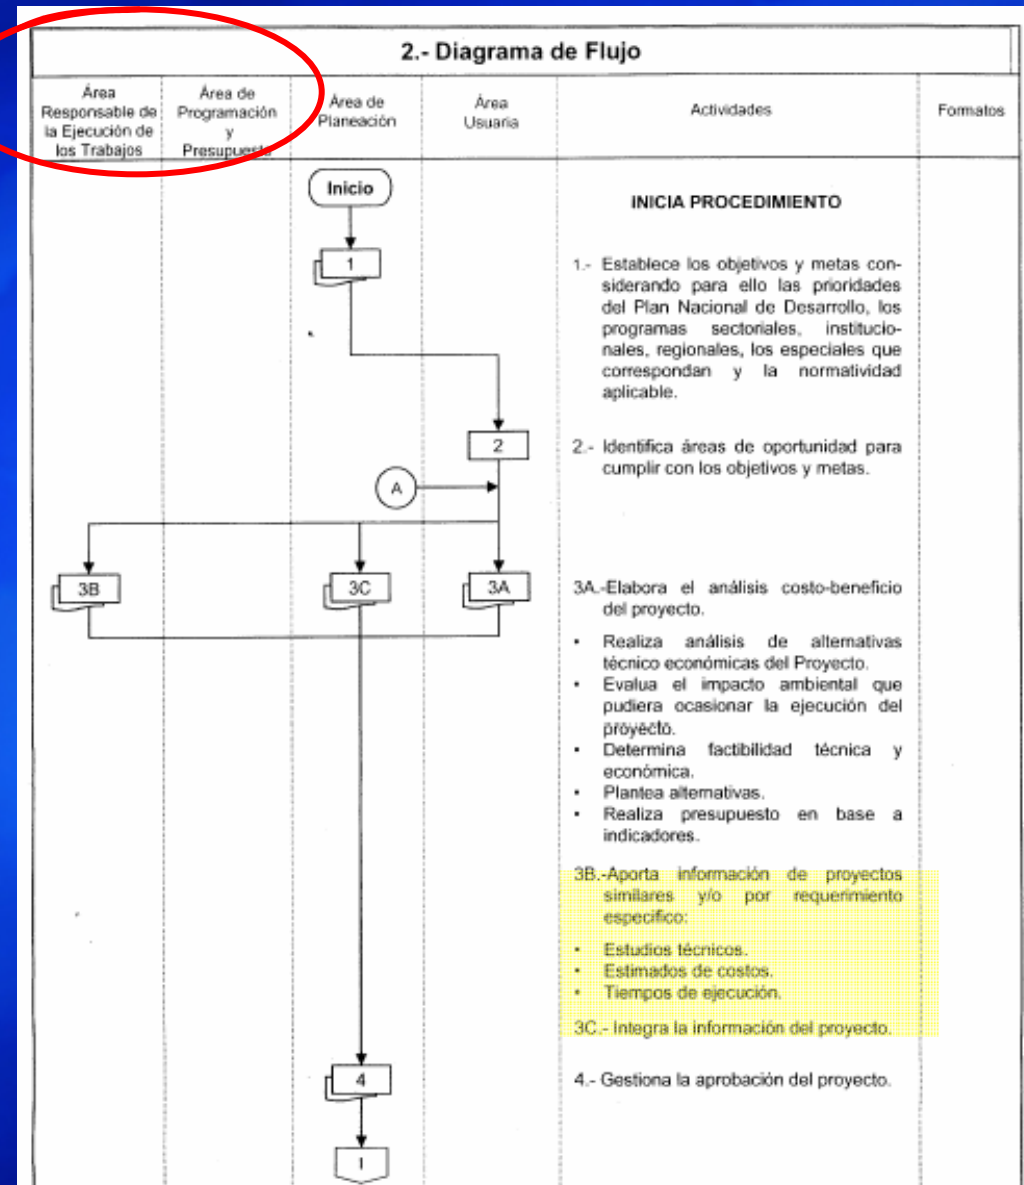 2.- Diagrama de Flujo
Área
Responsable de
la Ejecución de
los Trabajos
Área de
Programación
y
Presupuesto
Área de
Planeación
Área
Usuaria
Actividades
Formatos
Inicio
INICIA PROCEDIMIENTO
1
1.- Establece los objetivos y metas con-
siderando para ello las prioridades
del Plan Nacional de Desarrollo, los
programas sectoriales, institucio-
nales, regionales, los especiales que
correspondan y la normatividad
aplicable.
2
2.- Identifica áreas de oportunidad para
cumplir con los objetivos y metas.
A
3B
3C
3A
3A.-Elabora el análisis costo-beneficio
del proyecto.
• Realiza análisis de alternativas
técnico económicas del Proyecto.
• Evalua el impacto ambiental que
pudiera ocasionar la ejecución del
proyecto.
• Determina factibilidad técnica y
económica.
• Plantea alternativas.
• Realiza presupuesto en base a
indicadores.
3B.-Aporta información de proyectos
similares y/o por requerimiento
especifico:
• Estudios técnicos.
• Estimados de costos.
• Tiempos de ejecución.
3C.- Integra la información del proyecto.
4
4.- Gestiona la aprobación del proyecto.
I